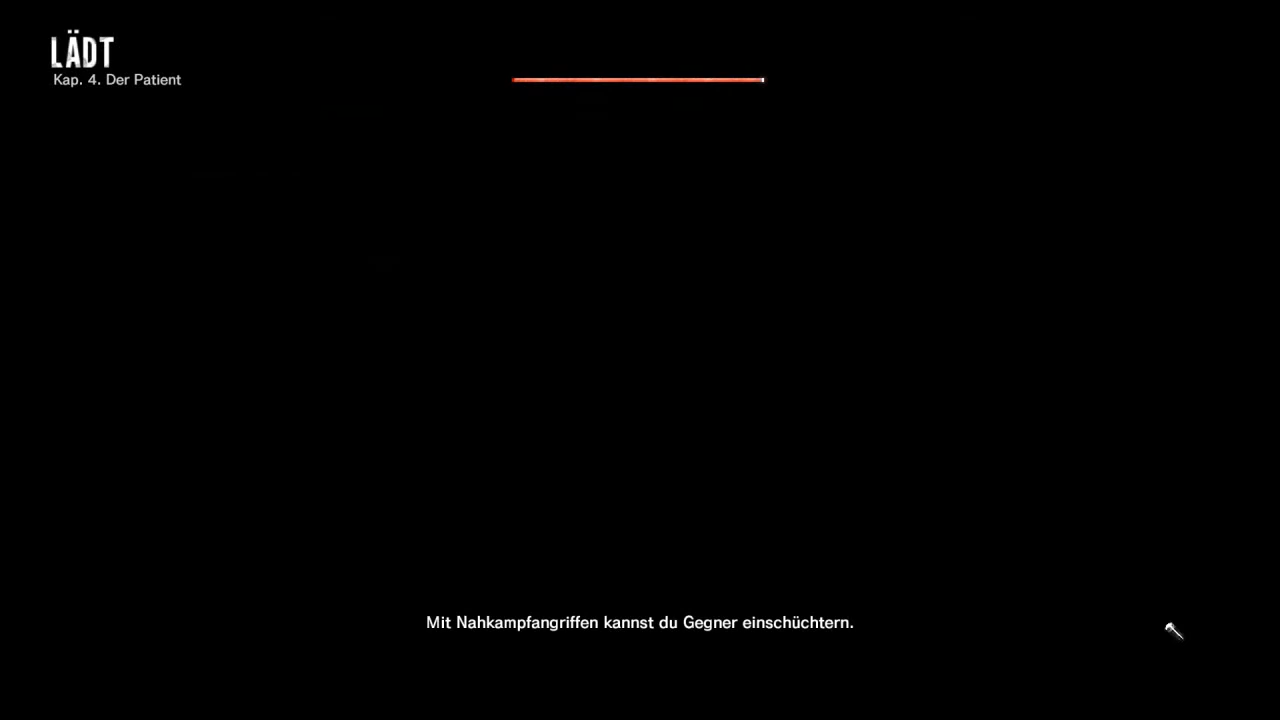 LÄDT
Kap. 4. Der Patient
Mit Nahkampfangriffen kannst du Gegner einschüchtern.